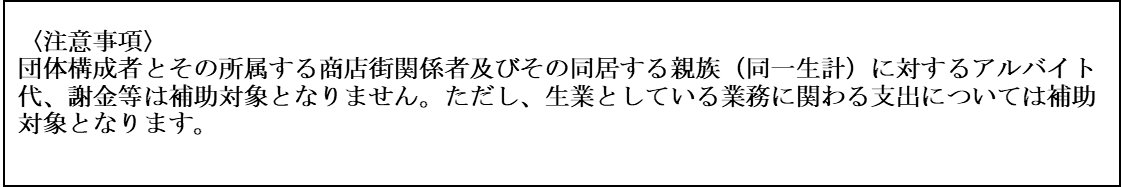 〈注意事項〉
団体構成者とその所属する商店街関係者及びその同居する親族（同一生計）に対するアルバイト
代、謝金等は補助対象となりません。ただし、生業としている業務に関わる支出については補助
対象となります。